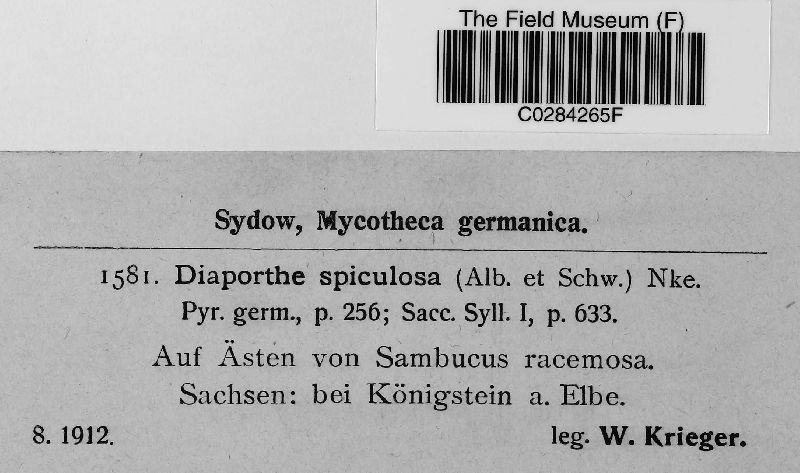 The Field Museum (F)
C0284265F
Sydow, Mycotheca germanica.
1581. Diaporthe spiculosa (Alb. et Schw.) Nke.
Pyr. germ., p. 256; Sacc. Syll. I, p. 633.
Auf Ästen von Sambucus racemosa.
Sachsen: bei Königstein a. Elbe.
8. 1912. leg. W. Krieger.